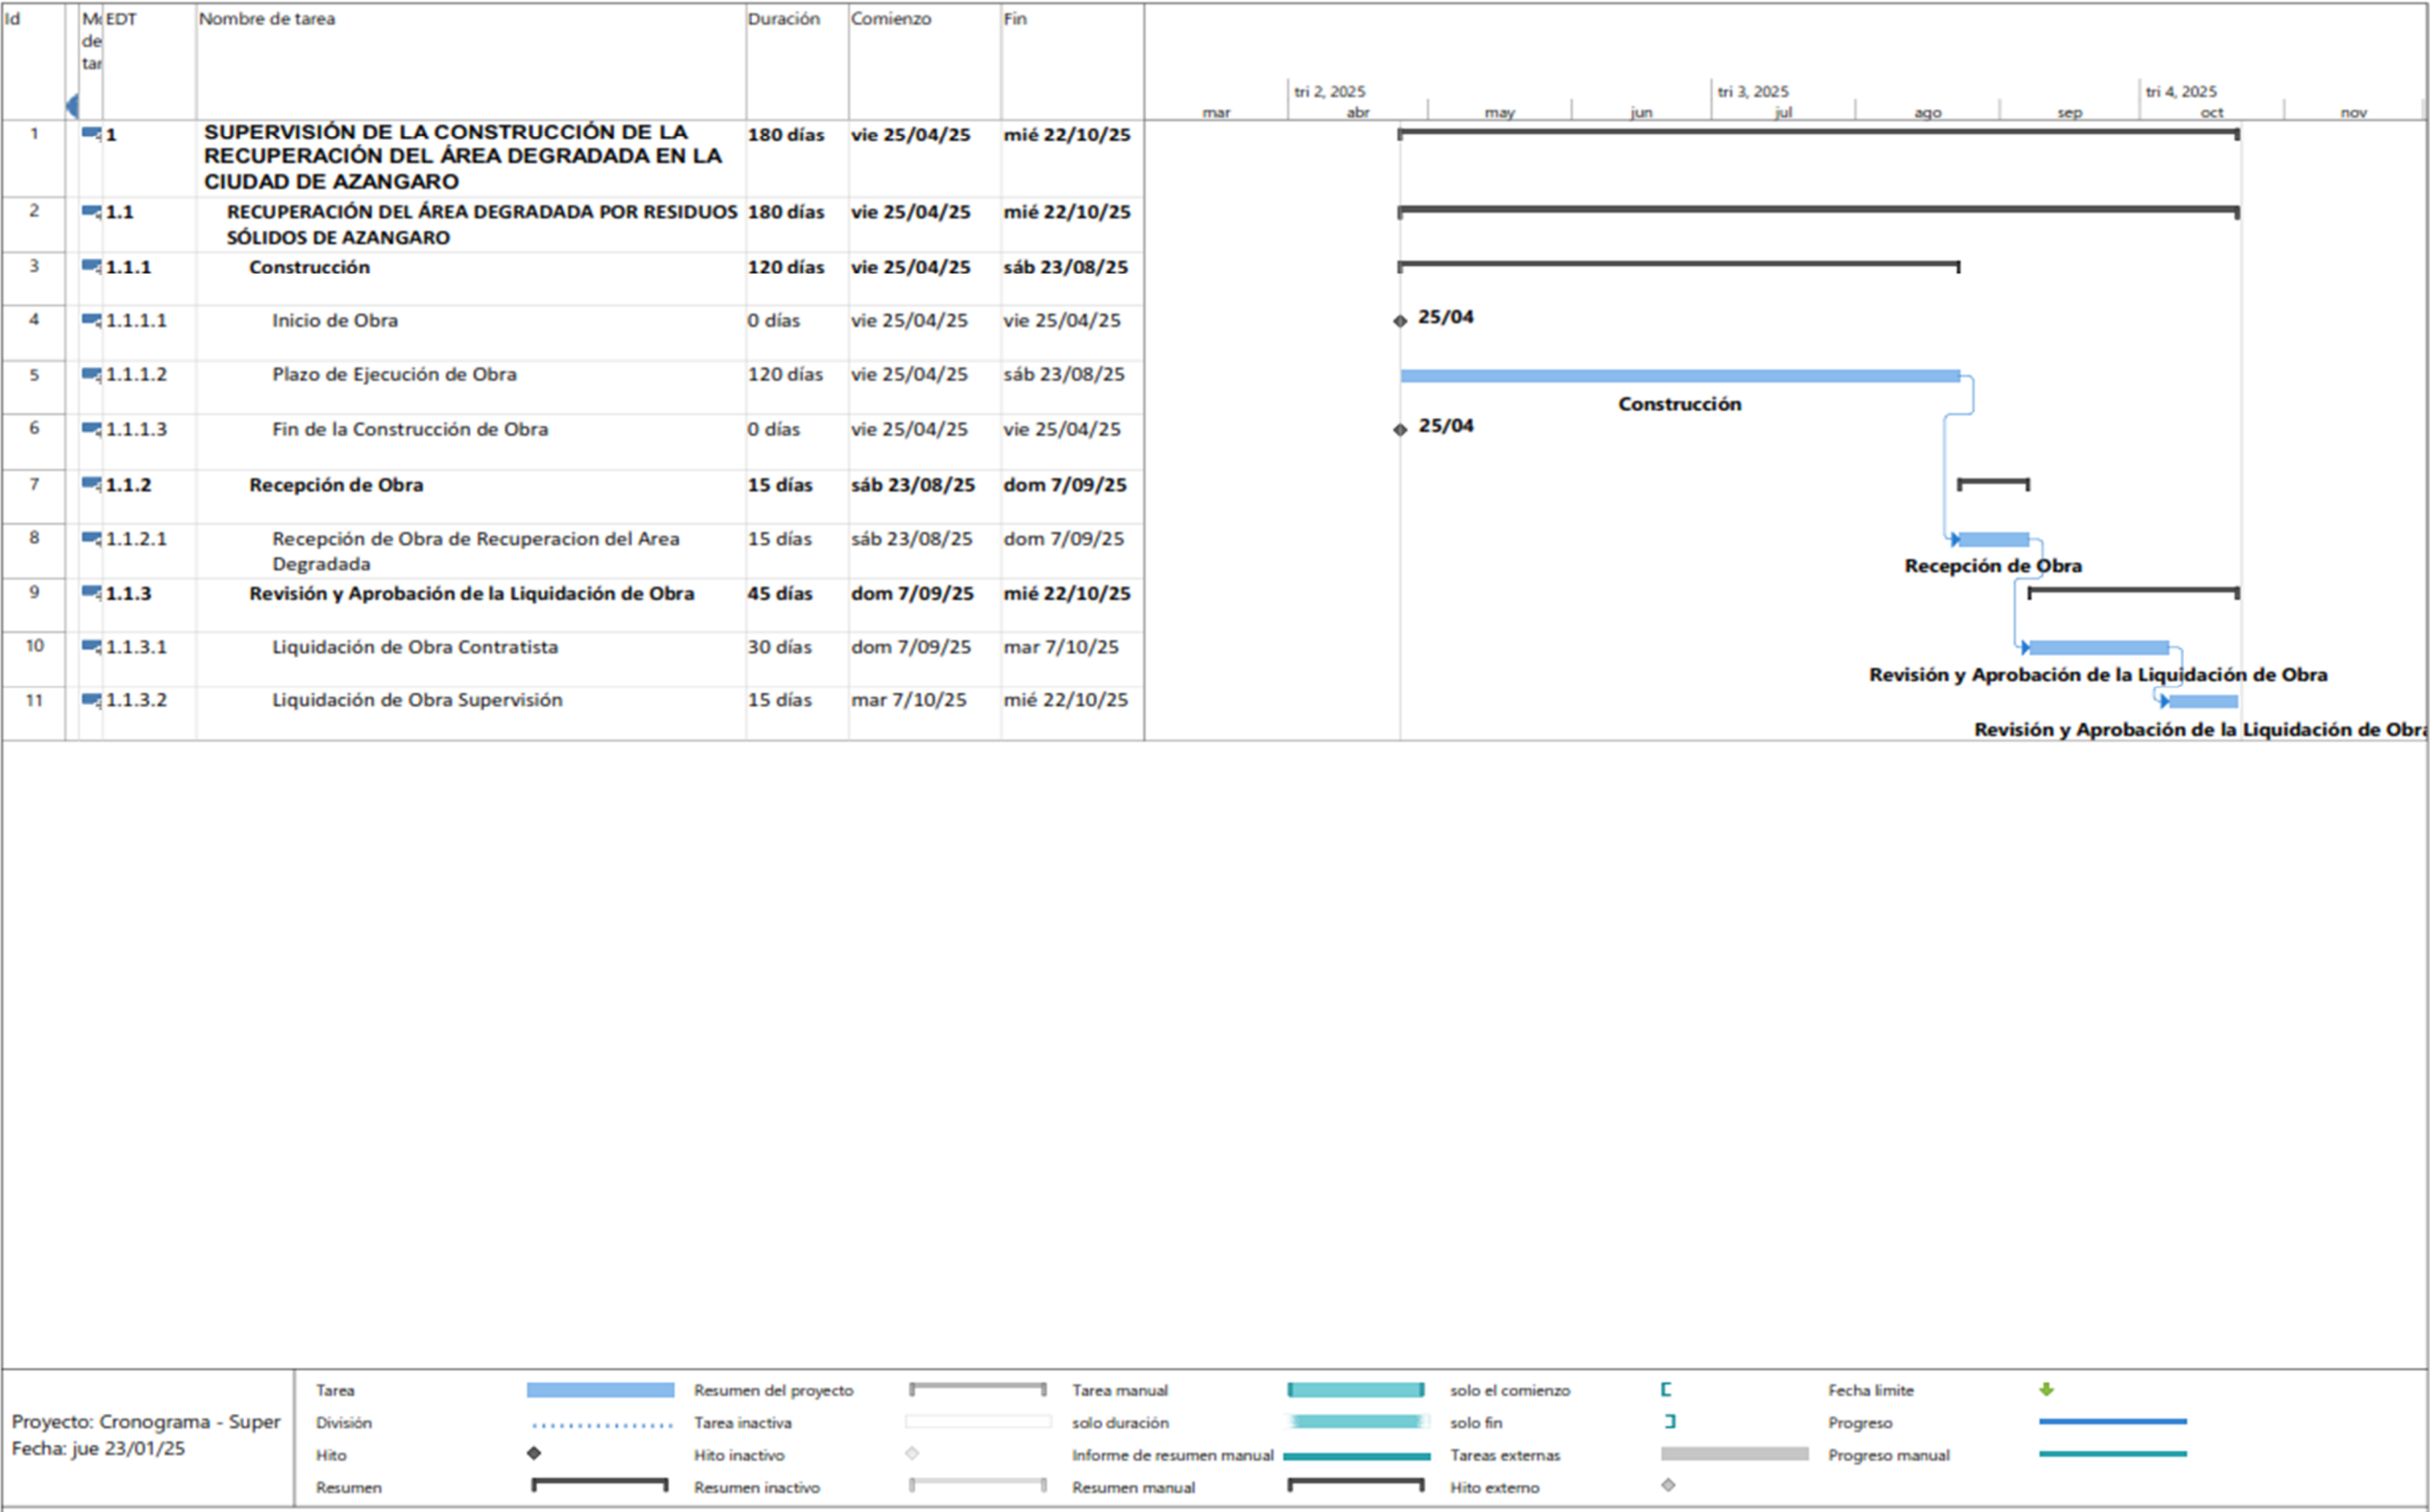 Id
Mo
de
tar
EDT
Nombre de tarea
Duración
Comienzo
Fin
tri 2, 2025
tri 3, 2025
tri 4, 2025
mar
abr
may
jun
jul
ago
sep
oct
nov
1
1
SUPERVISIÓN DE LA CONSTRUCCIÓN DE LA
RECUPERACIÓN DEL ÁREA DEGRADADA EN LA
CIUDAD DE AZANGARO
180 días
vie 25/04/25
mié 22/10/25
2
1.1
RECUPERACIÓN DEL ÁREA DEGRADADA POR RESIDUOS
SÓLIDOS DE AZANGARO
180 días
vie 25/04/25
mié 22/10/25
3
1.1.1
Construcción
120 días
vie 25/04/25
sáb 23/08/25
4
1.1.1.1
Inicio de Obra
0 días
vie 25/04/25
vie 25/04/25
25/04
5
1.1.1.2
Plazo de Ejecución de Obra
120 días
vie 25/04/25
sáb 23/08/25
Construcción
6
1.1.1.3
Fin de la Construcción de Obra
0 días
vie 25/04/25
vie 25/04/25
25/04
7
1.1.2
Recepción de Obra
15 días
sáb 23/08/25
dom 7/09/25
8
1.1.2.1
Recepción de Obra de Recuperacion del Area
Degradada
15 días
sáb 23/08/25
dom 7/09/25
Recepción de Obra
9
1.1.3
Revisión y Aprobación de la Liquidación de Obra
45 días
dom 7/09/25
mié 22/10/25
10
1.1.3.1
Liquidación de Obra Contratista
30 días
dom 7/09/25
mar 7/10/25
Revisión y Aprobación de la Liquidación de Obra
11
1.1.3.2
Liquidación de Obra Supervisión
15 días
mar 7/10/25
mié 22/10/25
Revisión y Aprobación de la Liquidación de Obra
Proyecto: Cronograma - Super
Fecha: jue 23/01/25
Tarea
División
Hito
Resumen
Resumen del proyecto
Tarea inactiva
Hito inactivo
Resumen inactivo
Tarea manual
solo duración
Informe de resumen manual
Resumen manual
solo el comienzo
solo fin
Tareas externas
Hito externo
Fecha límite
Progreso
Progreso manual